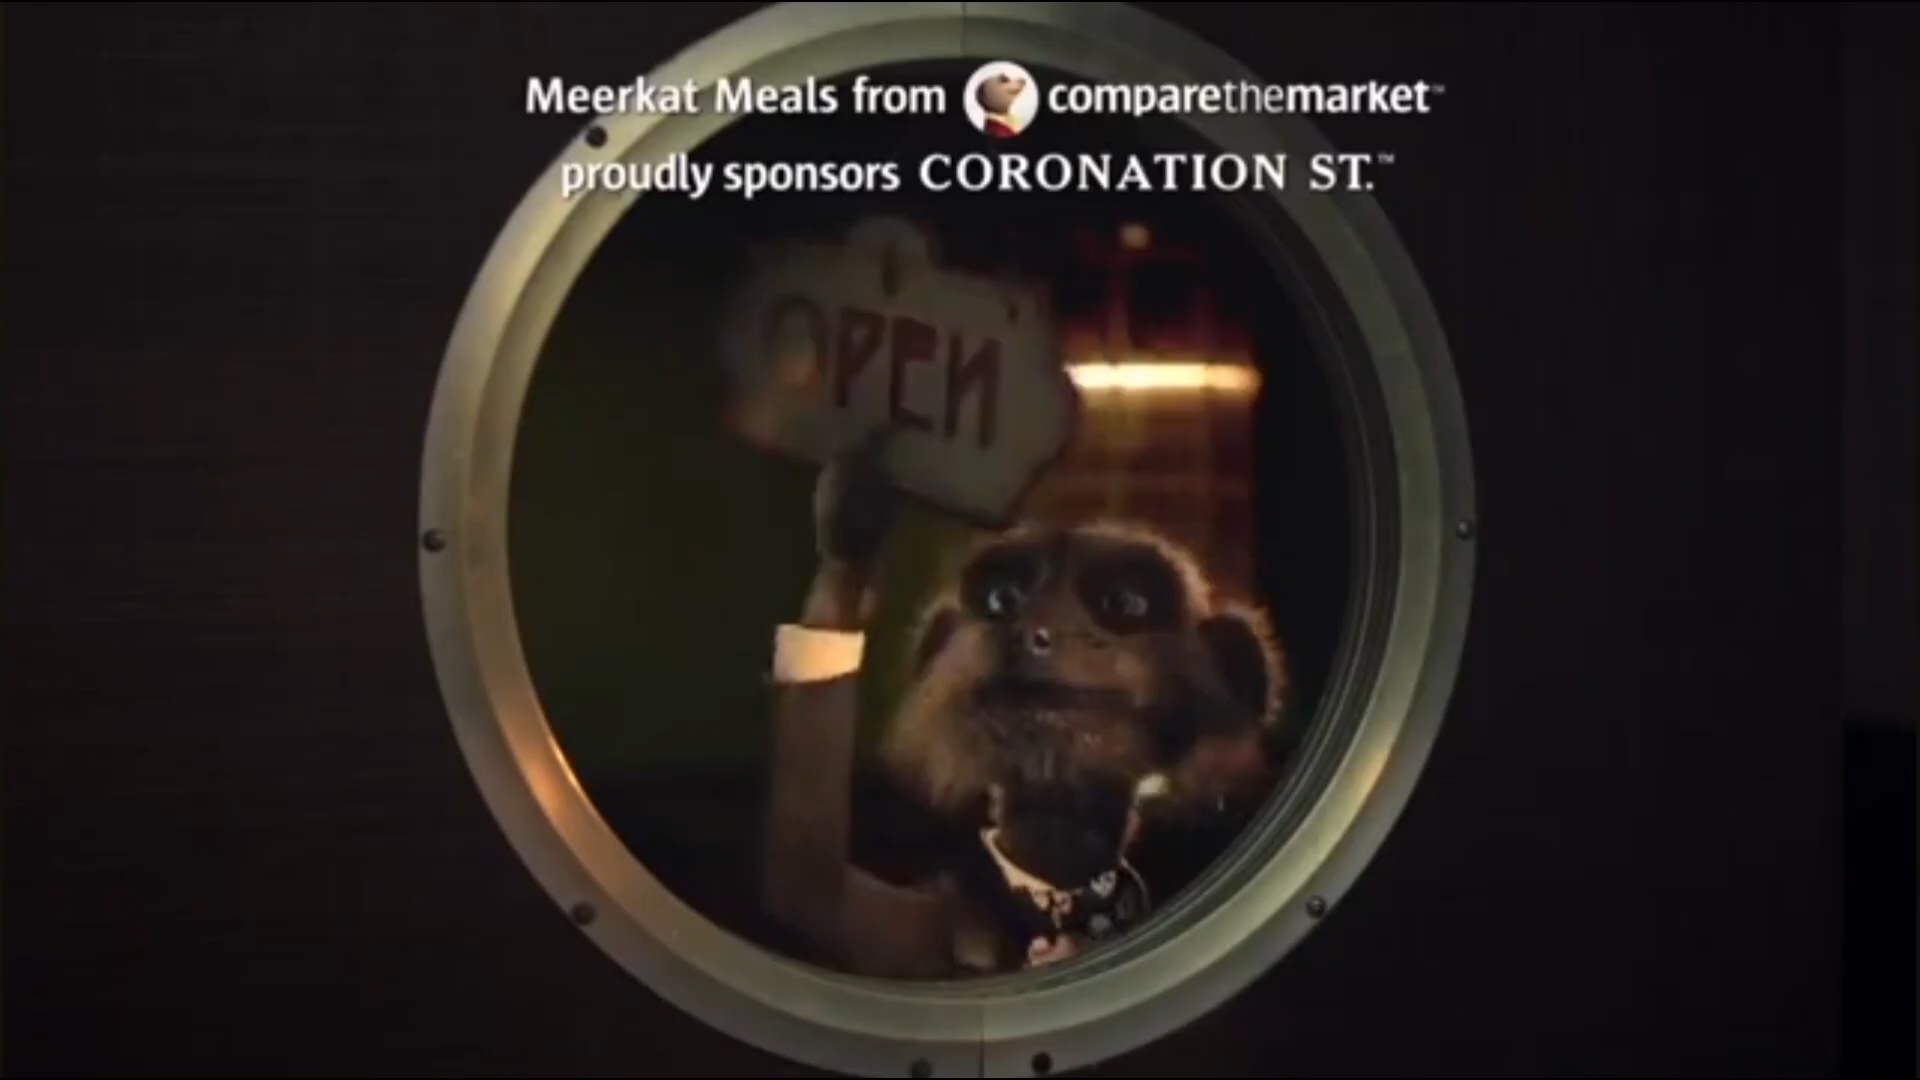 Meerkat Meals from comparethemarket™
proudly sponsors CORONATION ST.™
OPEN